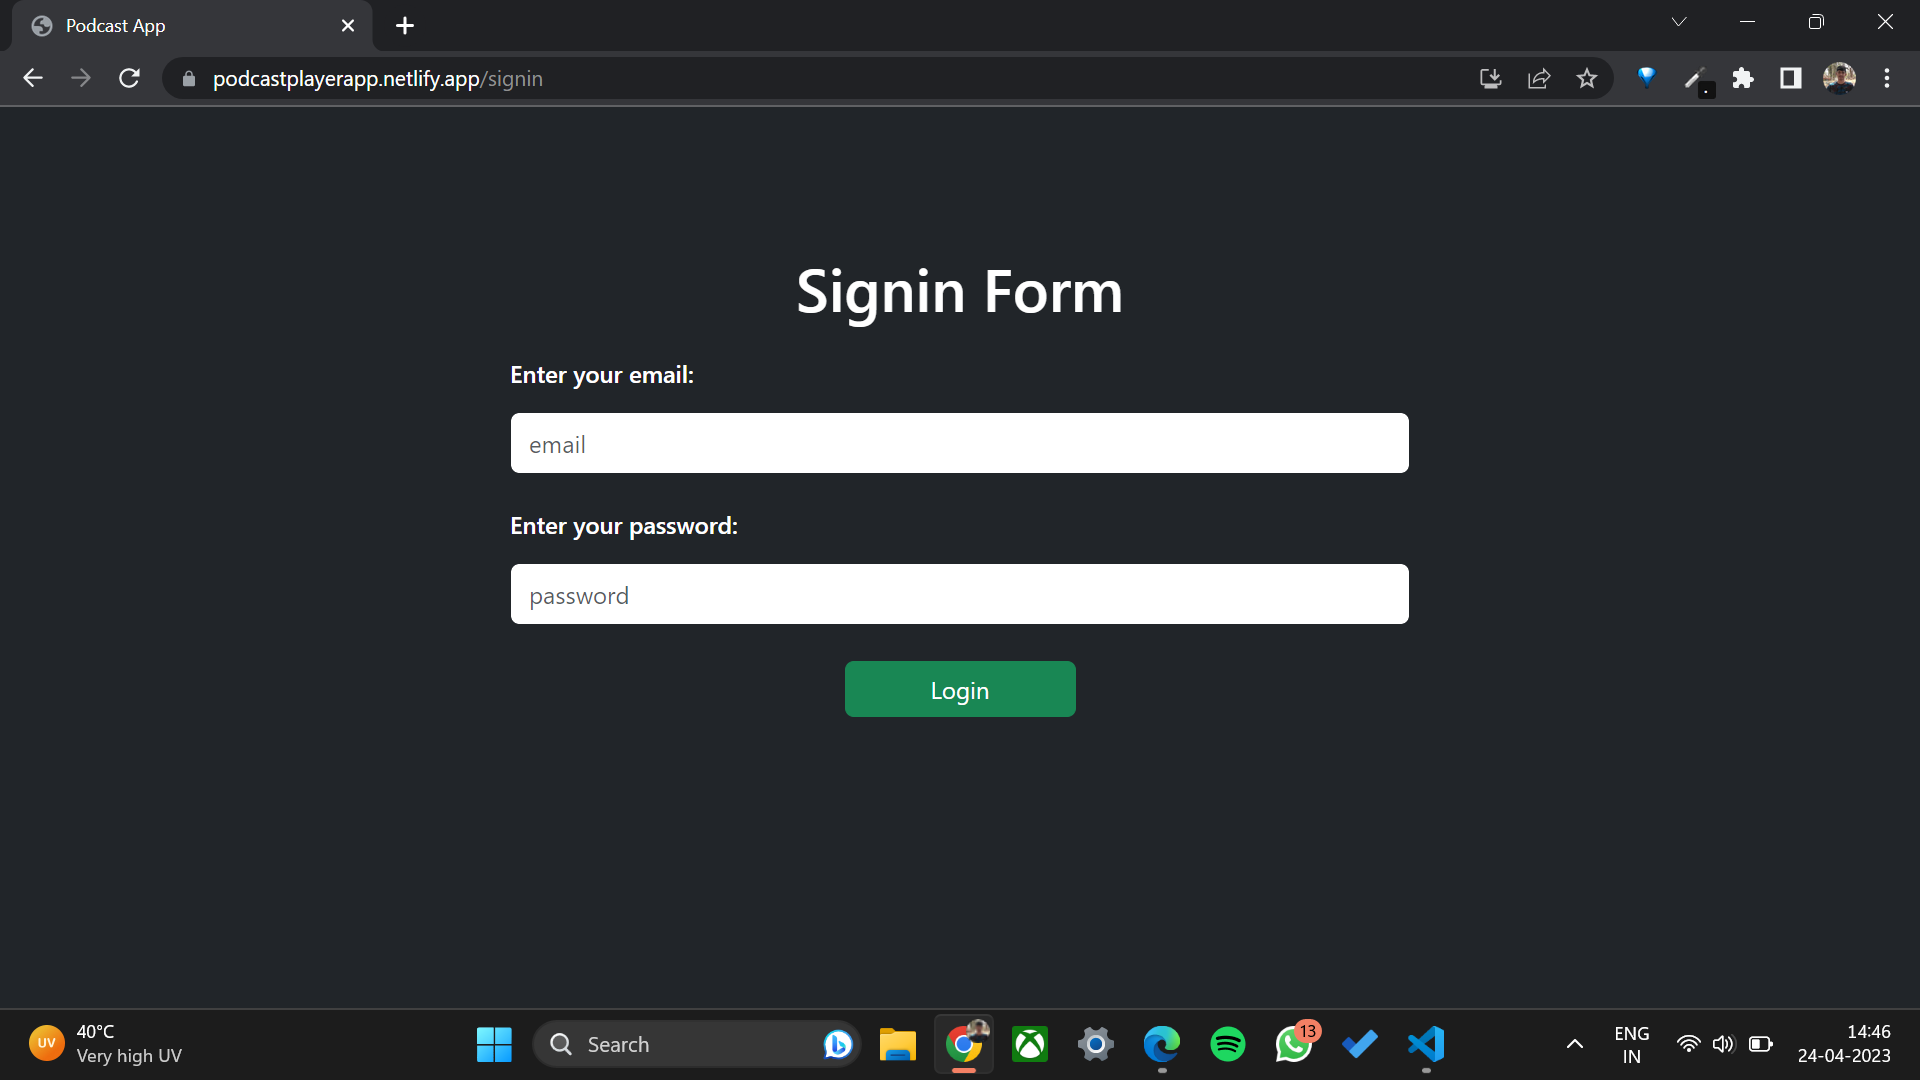 Podcast App
podcastplayerapp.netlify.app/signin
Signin Form
Enter your email:
email
Enter your password:
password
Login
UV
40°C
Very high UV
Search
13
ENG
IN
14:46
24-04-2023